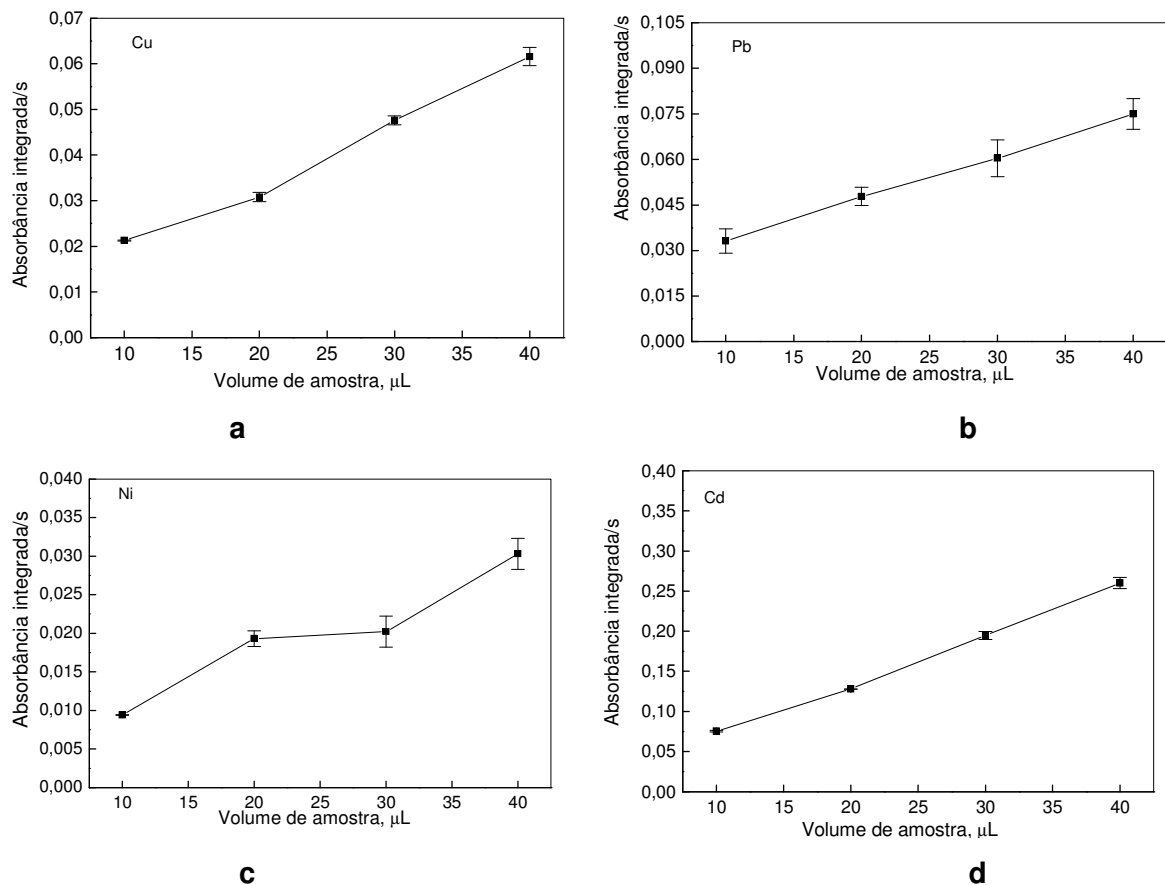 Cu
Absorbância integrada/s
0,07
0,06
0,05
0,04
0,03
0,02
0,01
0,00
10 15 20 25 30 35 40
Volume de amostra, μL
a
Pb
Absorbância integrada/s
0,105
0,090
0,075
0,060
0,045
0,030
0,015
0,000
10 15 20 25 30 35 40
Volume de amostra, μL
b
Ni
Absorbância integrada/s
0,040
0,035
0,030
0,025
0,020
0,015
0,010
0,005
0,000
10 15 20 25 30 35 40
Volume de amostra, μL
c
Cd
Absorbância integrada/s
0,40
0,35
0,30
0,25
0,20
0,15
0,10
0,05
0,00
10 15 20 25 30 35 40
Volume de amostra, μL
d